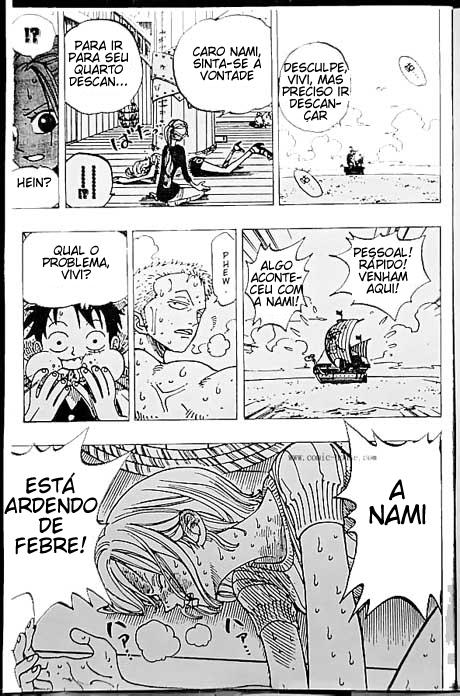 DESCULPE,
VIVI, MAS
PRECISO IR
DESCAN-
ÇAR
CARO NAMI,
SINTA-SE À
VONTADE
PARA IR
PARA SEU
QUARTO
DESCAN...
!?
!?
HEIN?
PESSOAL!
RÁPIDO!
VENHAM
AQUI!
ALGO
ACONTE-
CEU COM
A NAMI!
PHEW
QUAL O
PROBLEMA,
VIVI?
A
NAMI
ESTÁ
ARDENDO
DE
FEBRE!